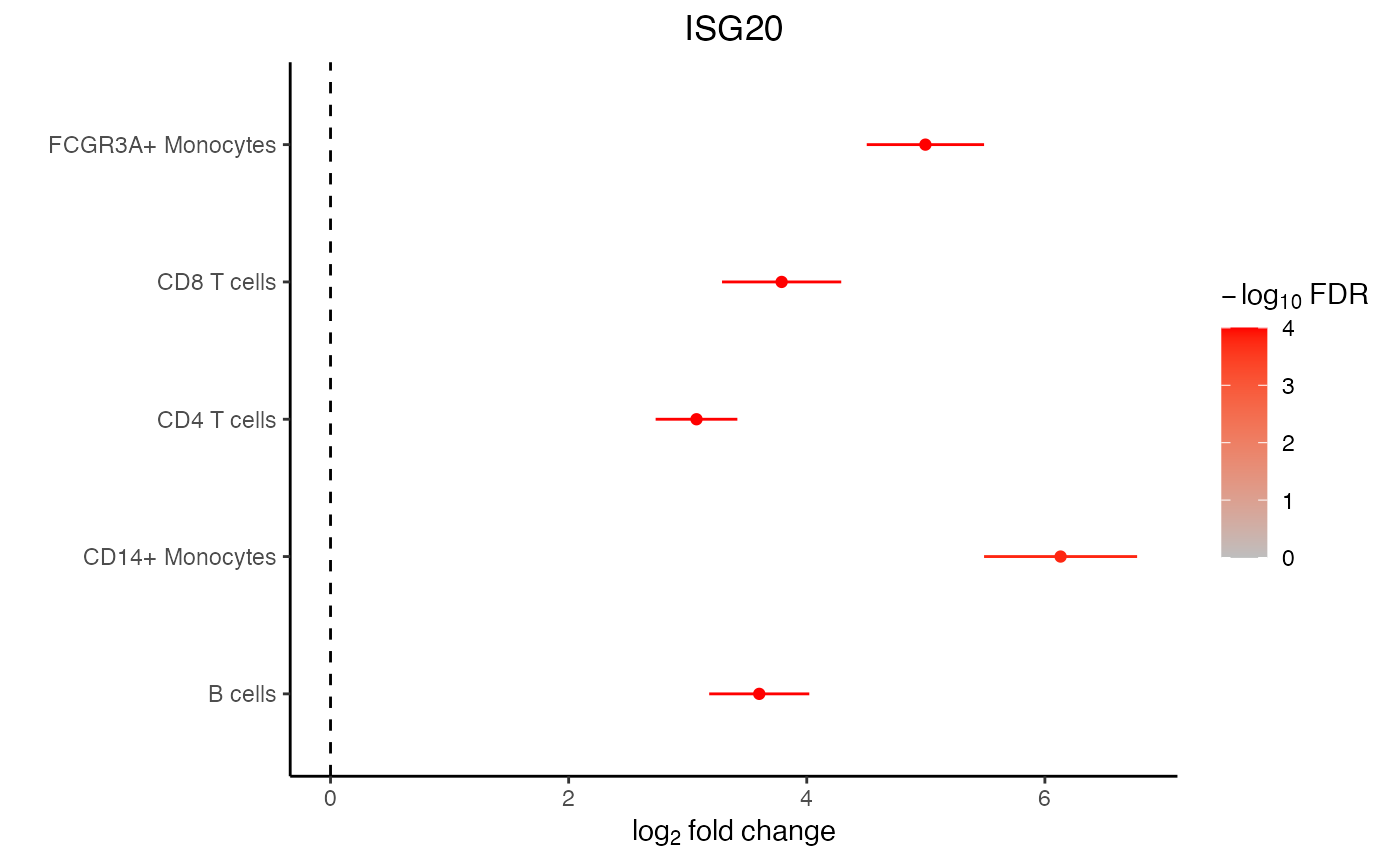 ISG20
FCGR3A+ Monocytes
CD8 T cells
CD4 T cells
CD14+ Monocytes
B cells
0 2 4 6
log₂ fold change
−log₁₀ FDR
4
3
2
1
0